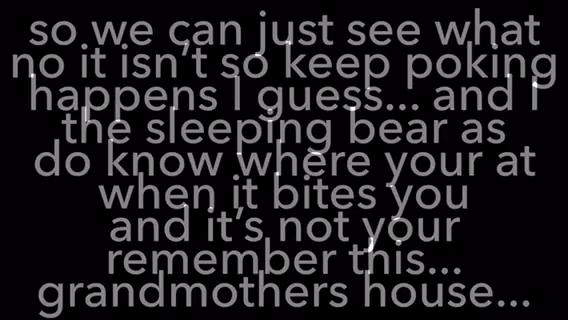 so we can just see what
no it isn't so keep poking
happens I guess... and i
the sleeping bear as
do know where your at
when it bites you
and it's not your
remember this...
grandmothers house...